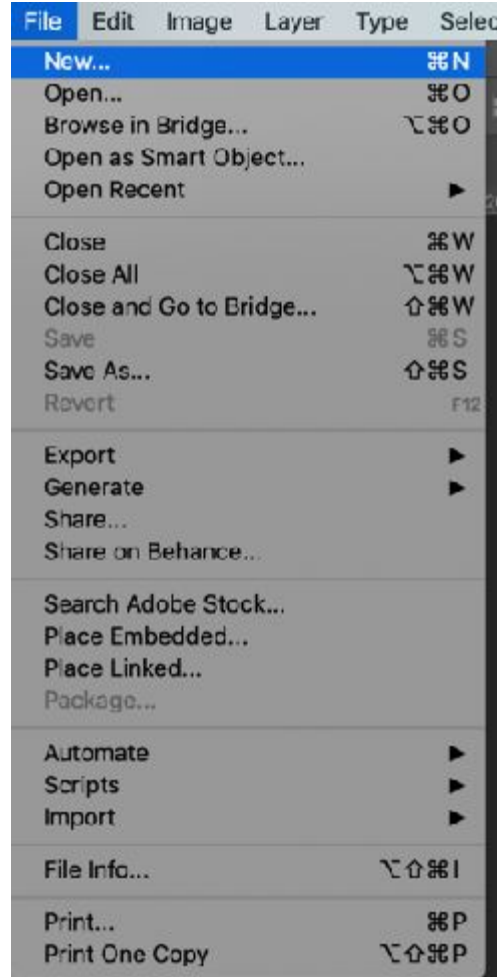 File Edit Image Layer Type Selec
New... ⌘N
Open... ⌘O
Browse in Bridge... ⌥⌘O
Open as Smart Object...
Open Recent ▶
Close ⌘W
Close All ⌥⌘W
Close and Go to Bridge... ⇧⌘W
Save ⌘S
Save As... ⇧⌘S
Revert F12
Export ▶
Generate ▶
Share...
Share on Behance...
Search Adobe Stock...
Place Embedded...
Place Linked...
Package...
Automate ▶
Scripts ▶
Import ▶
File Info... ⌥⇧⌘I
Print... ⌘P
Print One Copy ⌥⇧⌘P